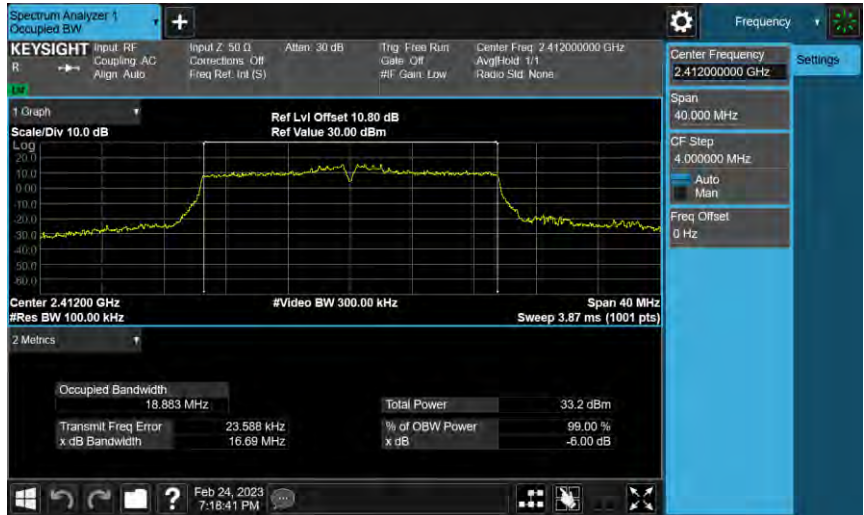 Spectrum Analyzer 1
Occupied BW
+
Frequency
KEYSIGHT
R
Input: RF
Coupling: AC
Align: Auto
Input Z: 50 Ω
Corrections: Off
Freq Ref: Int (S)
Atten: 30 dB
Trig: Free Run
Gate: Off
#IF Gain: Low
Center Freq: 2.412000000 GHz
Avg|Hold: 1/1
Radio Std: None
Center Frequency
2.412000000 GHz
Settings
Span
40.000 MHz
CF Step
4.000000 MHz
Auto
Man
Freq Offset
0 Hz
1 Graph
Scale/Div 10.0 dB
Ref Lvl Offset 10.80 dB
Ref Value 30.00 dBm
Log
20.0
10.0
0.00
-10.0
-20.0
-30.0
-40.0
-50.0
-60.0
Center 2.41200 GHz
#Res BW 100.00 kHz
#Video BW 300.00 kHz
Span 40 MHz
Sweep 3.87 ms (1001 pts)
2 Metrics
Occupied Bandwidth
18.883 MHz
Total Power 33.2 dBm
Transmit Freq Error 23.588 kHz
% of OBW Power 99.00 %
x dB Bandwidth 16.69 MHz
x dB -6.00 dB
?
Feb 24, 2023
7:18:41 PM